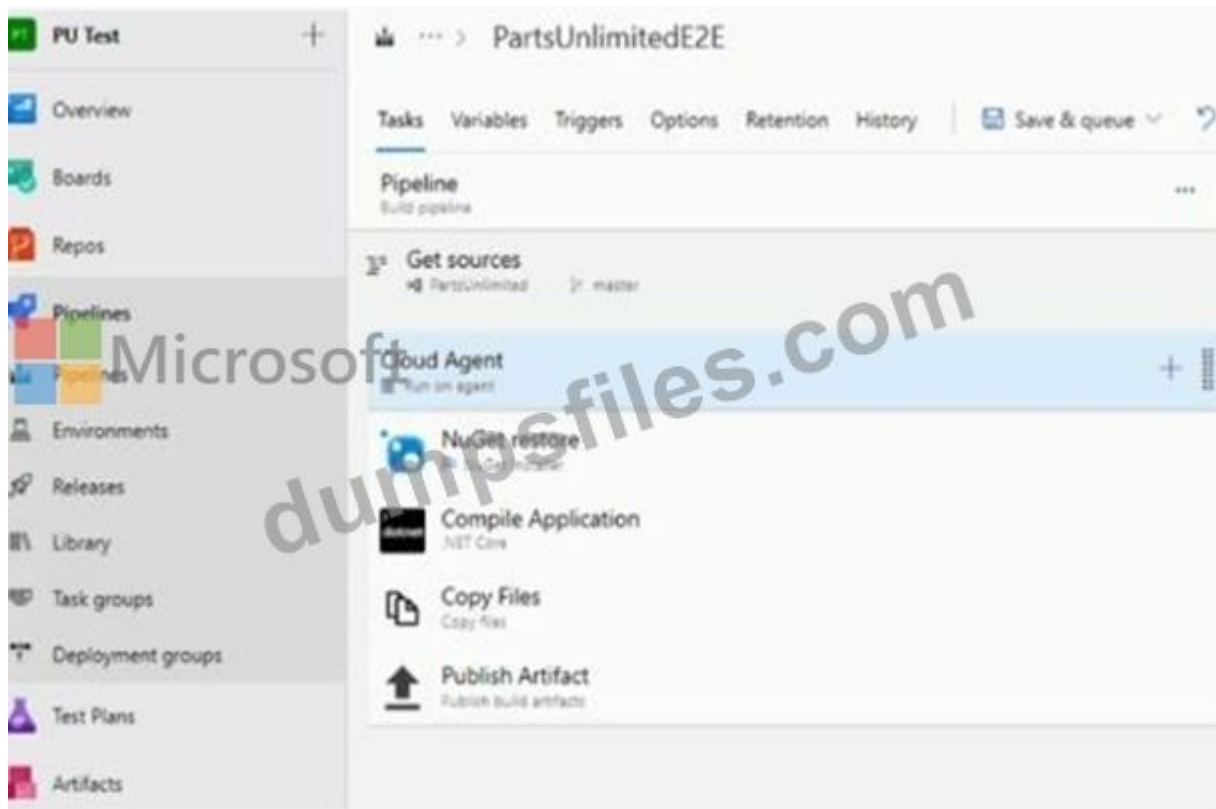 PU Test
Overview
Boards
Repos
Pipelines
Pipelines
Environments
Releases
Library
Task groups
Deployment groups
Test Plans
Artifacts
PartsUnlimitedE2E
Tasks Variables Triggers Options Retention History Save & queue
Pipeline
Build pipeline
Get sources
PartsUnlimited master
Cloud Agent
Run on agent
NuGet restore
NuGet Installer
Compile Application
.NET Core
Copy Files
Copy files
Publish Artifact
Publish build artifacts
Microsoft
dumpsfiles.com